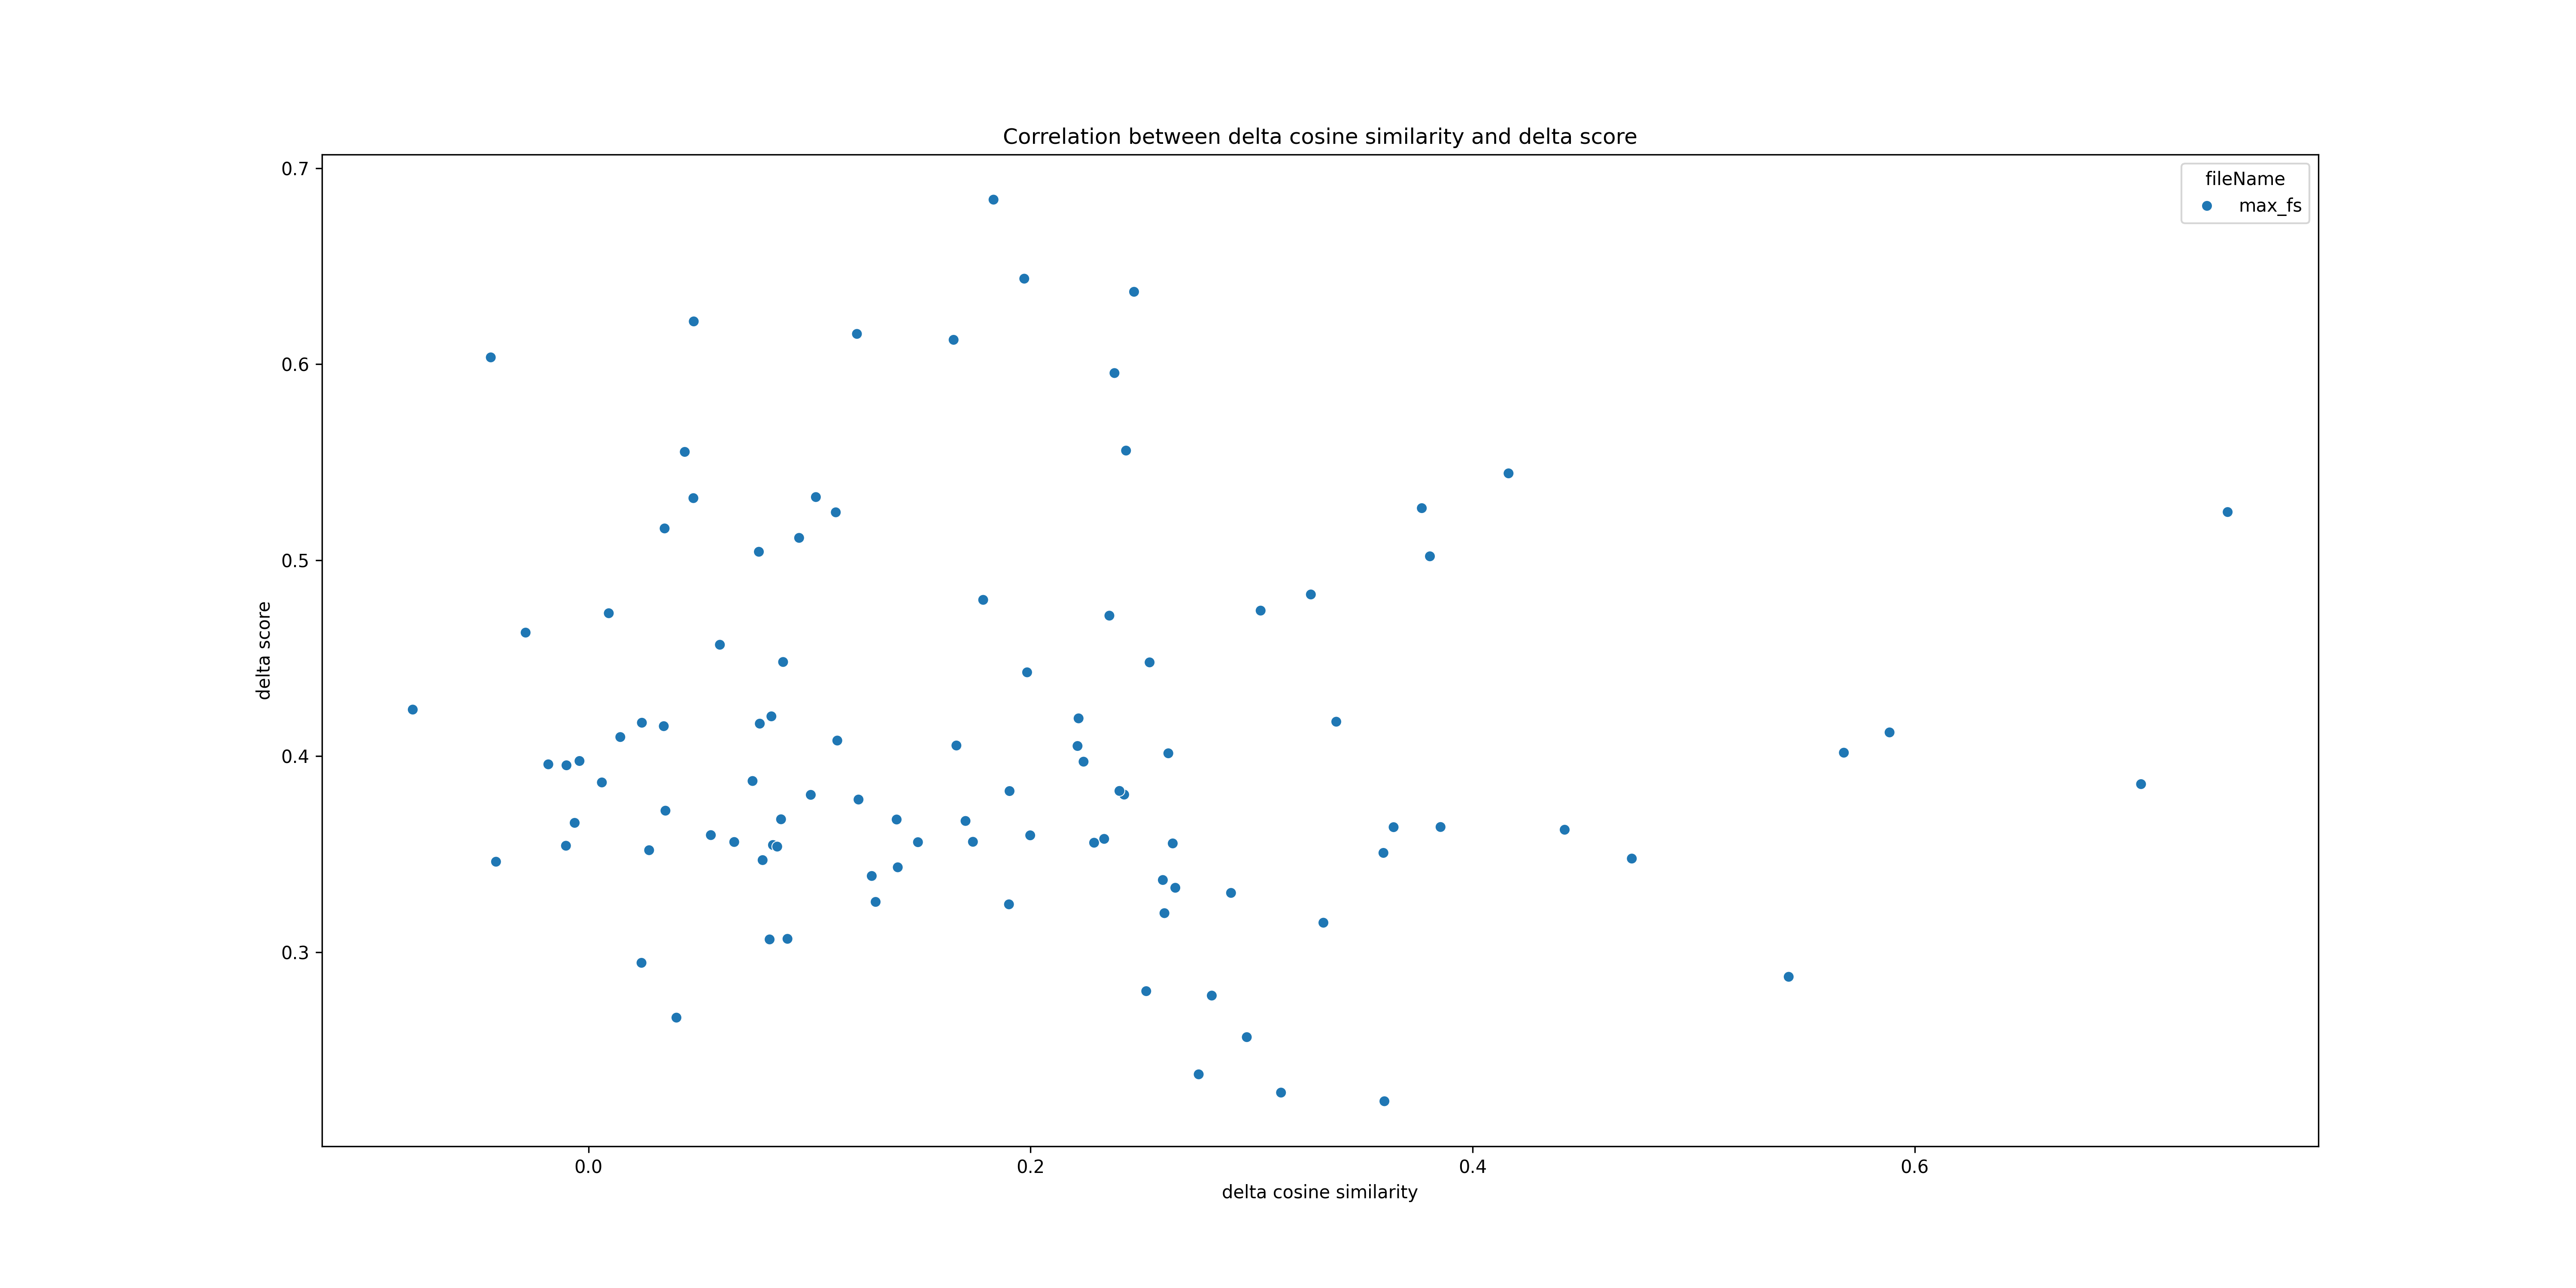 Correlation between delta cosine similarity and delta score
fileName
max_fs
0.7
0.6
0.5
0.4
0.3
delta score
0.0
0.2
0.4
0.6
delta cosine similarity